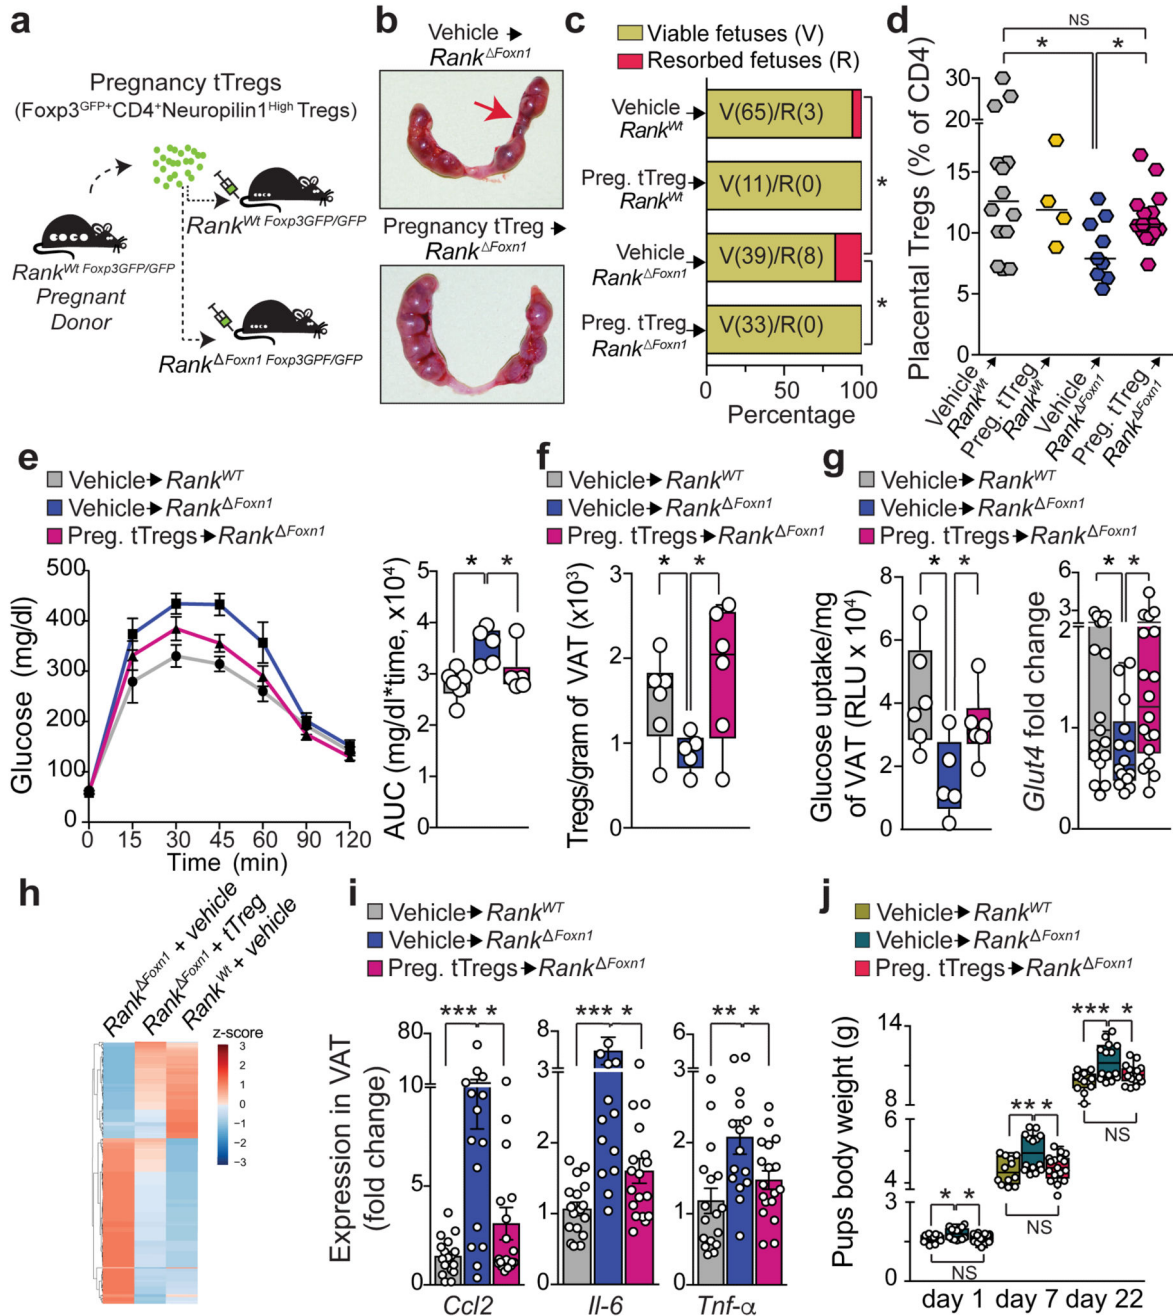 a
Pregnancy tTregs
(Foxp3GFP+CD4+Neuropilin1High Tregs)
RankWt Foxp3GFP/GFP
RankWt Foxp3GFP/GFP
Pregnant
Donor
RankΔFoxn1 Foxp3GPF/GFP
b
Vehicle
RankΔFoxn1
Pregnancy tTreg
RankΔFoxn1
c
Viable fetuses (V)
Resorbed fetuses (R)
Vehicle
RankWt
V(65)/R(3)
Preg. tTreg
RankWt
V(11)/R(0)
*
Vehicle
RankΔFoxn1
V(39)/R(8)
Preg. tTreg
RankΔFoxn1
V(33)/R(0)
*
0 50 100
Percentage
d
NS
* *
Placental Tregs (% of CD4)
30
20
15
10
5
0
Vehicle
RankWt
Preg. tTreg
RankWt
Vehicle
RankΔFoxn1
Preg. tTreg
RankΔFoxn1
e
Vehicle RankWT
Vehicle RankΔFoxn1
Preg. tTregs RankΔFoxn1
Glucose (mg/dl)
500
400
300
200
100
0
0 15 30 45 60 90 120
Time (min)
AUC (mg/dl*time, x10⁴)
* *
5
4
3
2
1
0
f
Vehicle RankWT
Vehicle RankΔFoxn1
Preg. tTregs RankΔFoxn1
Tregs/gram of VAT (x10³)
* *
3
2
1
0
g
Vehicle RankWT
Vehicle RankΔFoxn1
Preg. tTregs RankΔFoxn1
Glucose uptake/mg
of VAT (RLU x 10⁴)
* *
8
6
4
2
0
Glut4 fold change
* *
6
3
2
1
0
h
RankΔFoxn1 + vehicle
RankΔFoxn1 + tTreg
RankWt + vehicle
z-score
3
2
1
0
−1
−2
−3
i
Vehicle RankWT
Vehicle RankΔFoxn1
Preg. tTregs RankΔFoxn1
Expression in VAT
(fold change)
*** *
80
10
5
0
Ccl2
*** *
8
3
2
1
0
Il-6
** *
6
3
2
1
0
Tnf-α
j
Vehicle RankWT
Vehicle RankΔFoxn1
Preg. tTregs RankΔFoxn1
Pups body weight (g)
14
8
6
4
3
0
* *
NS
** *
NS
*** *
NS
day 1 day 7 day 22